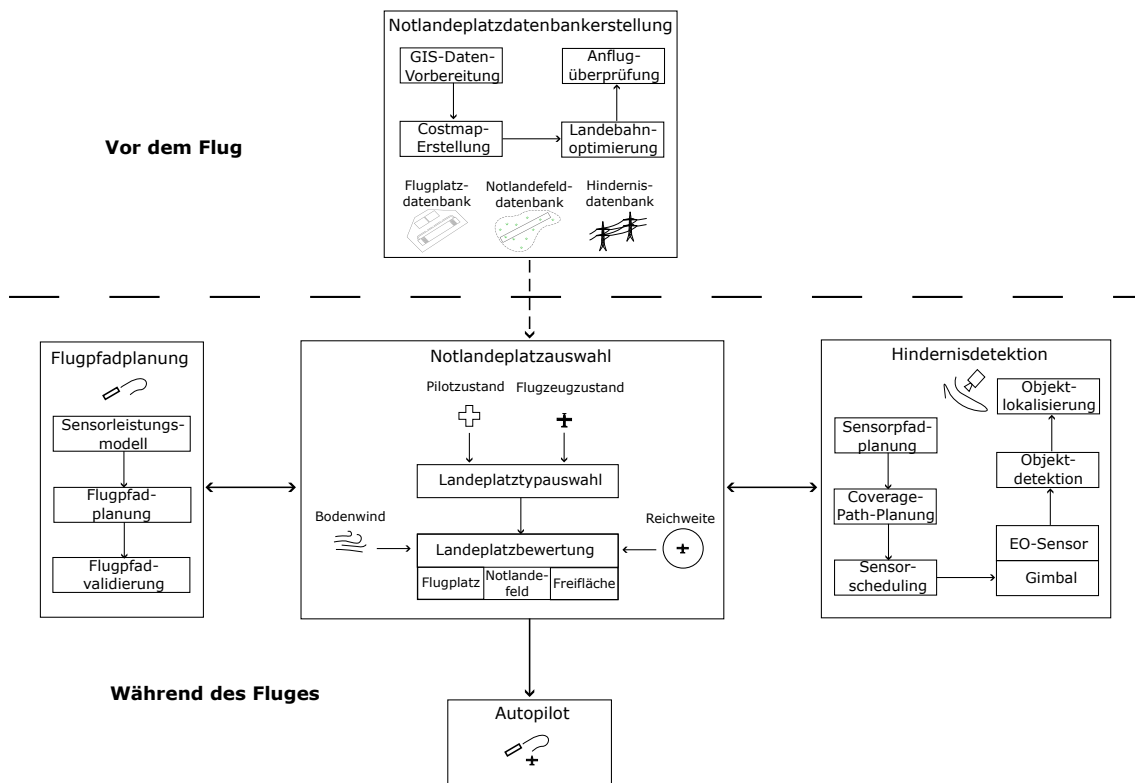 Notlandeplatzdatenbankerstellung
GIS-Daten-
Vorbereitung
Anflug-
überprüfung
Costmap-
Erstellung
Landebahn-
optimierung
Vor dem Flug
Flugplatz-
datenbank
Notlandefeld-
datenbank
Hindernis-
datenbank
Flugpfadplanung
Sensorleistungs-
modell
Flugpfad-
planung
Flugpfad-
validierung
Notlandeplatzauswahl
Pilotzustand
Flugzeugzustand
Landeplatztypauswahl
Bodenwind
Reichweite
Landeplatzbewertung
Flugplatz
Notlande-
feld
Freifläche
Hindernisdetektion
Objekt-
lokalisierung
Sensorpfad-
planung
Objekt-
detektion
Coverage-
Path-Planung
EO-Sensor
Sensor-
scheduling
Gimbal
Während des Fluges
Autopilot